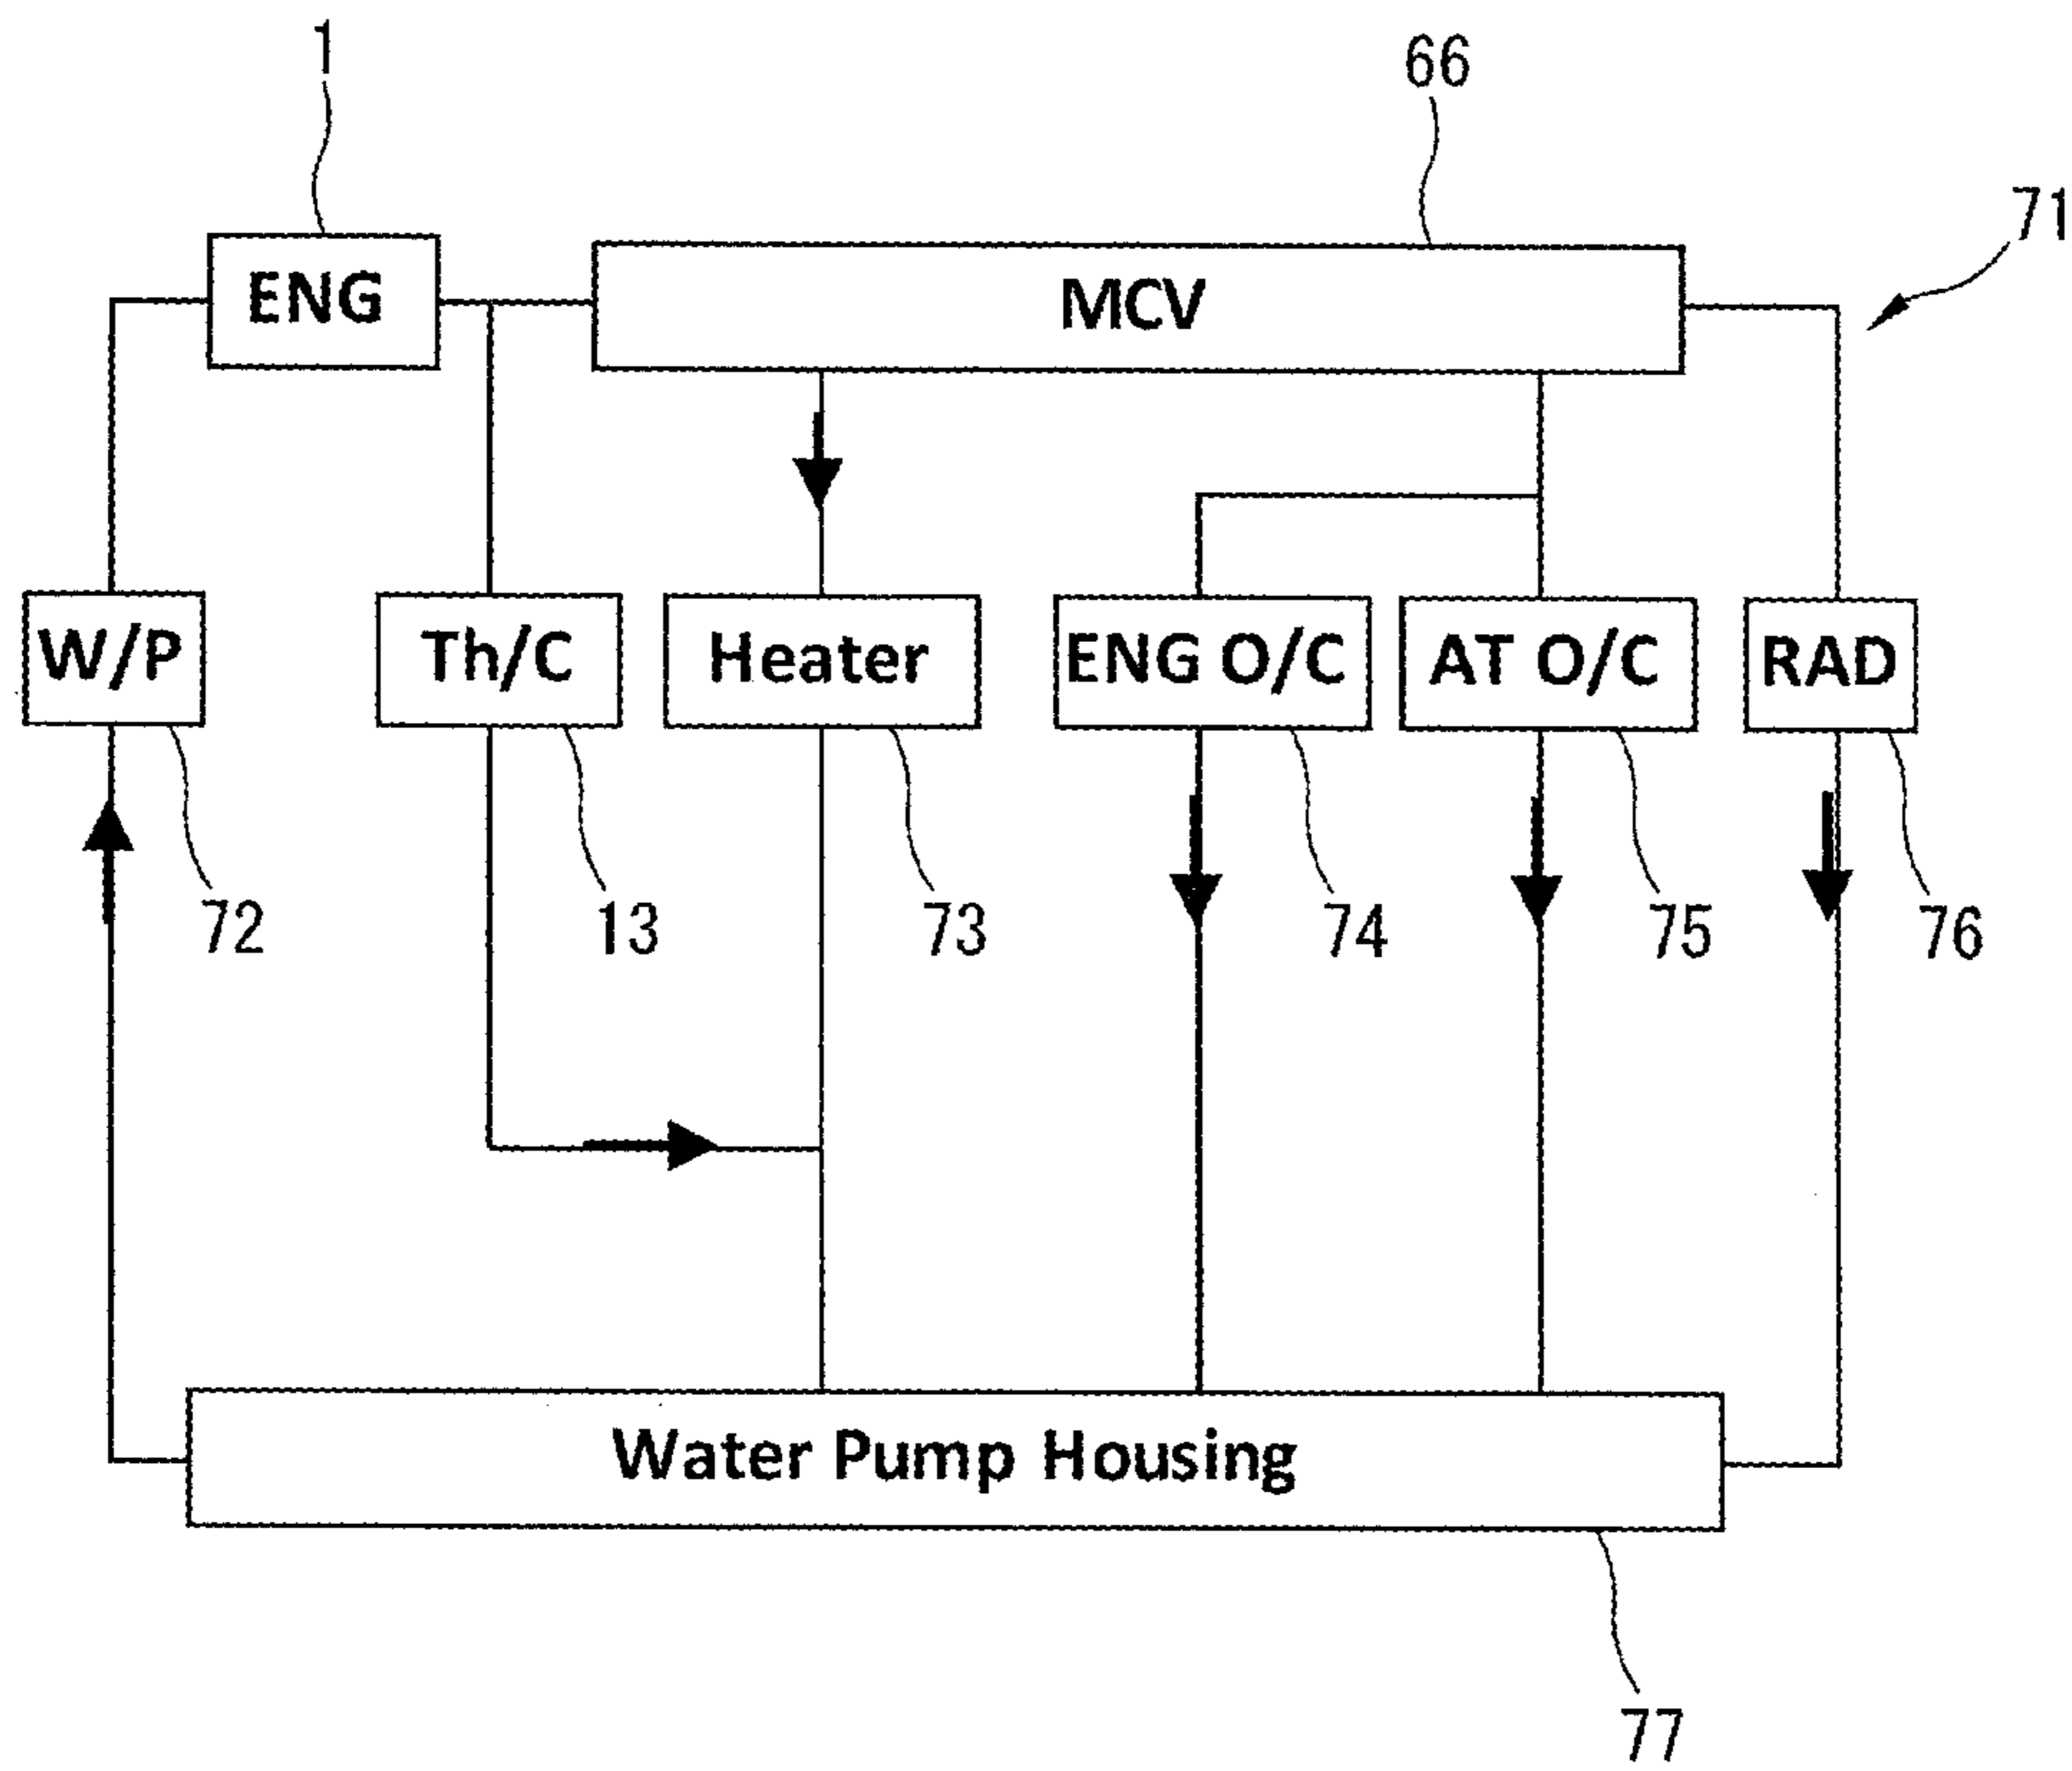 1
66
71
ENG
MCV
W/P
Th/C
Heater
ENG O/C
AT O/C
RAD
72
13
73
74
75
76
Water Pump Housing
77